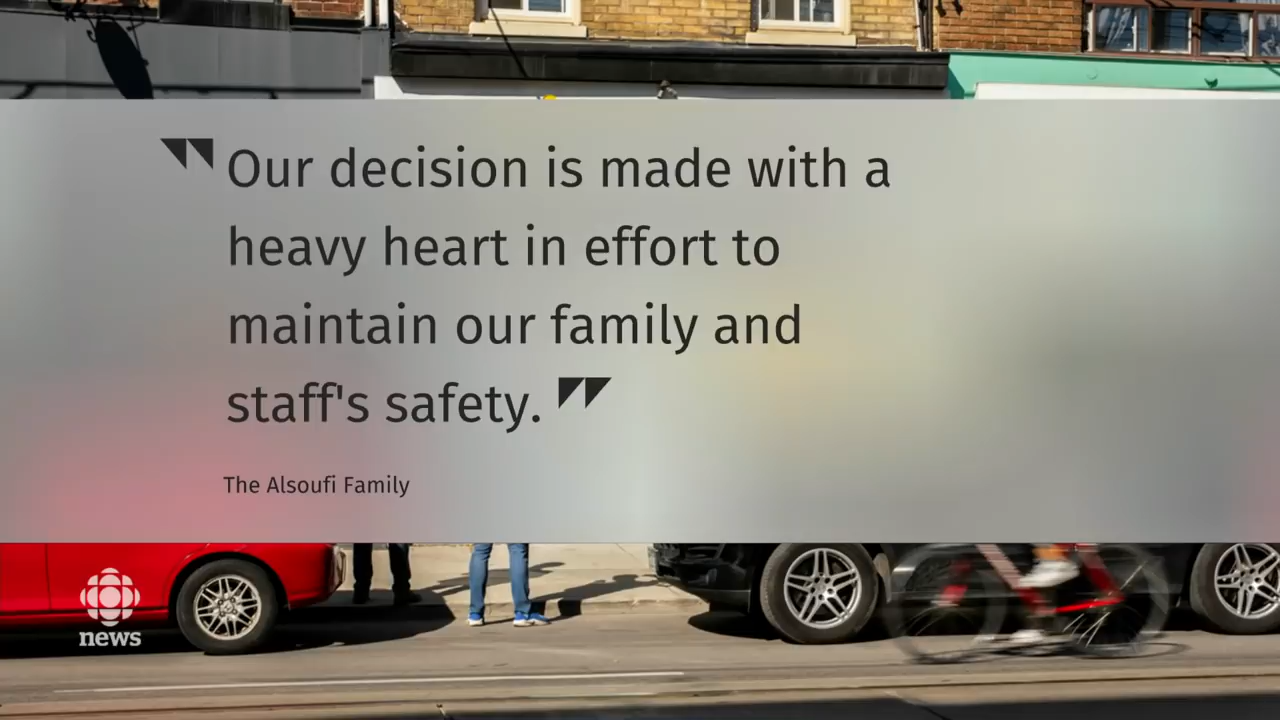 Our decision is made with a
heavy heart in effort to
maintain our family and
staff's safety.
The Alsoufi Family
news